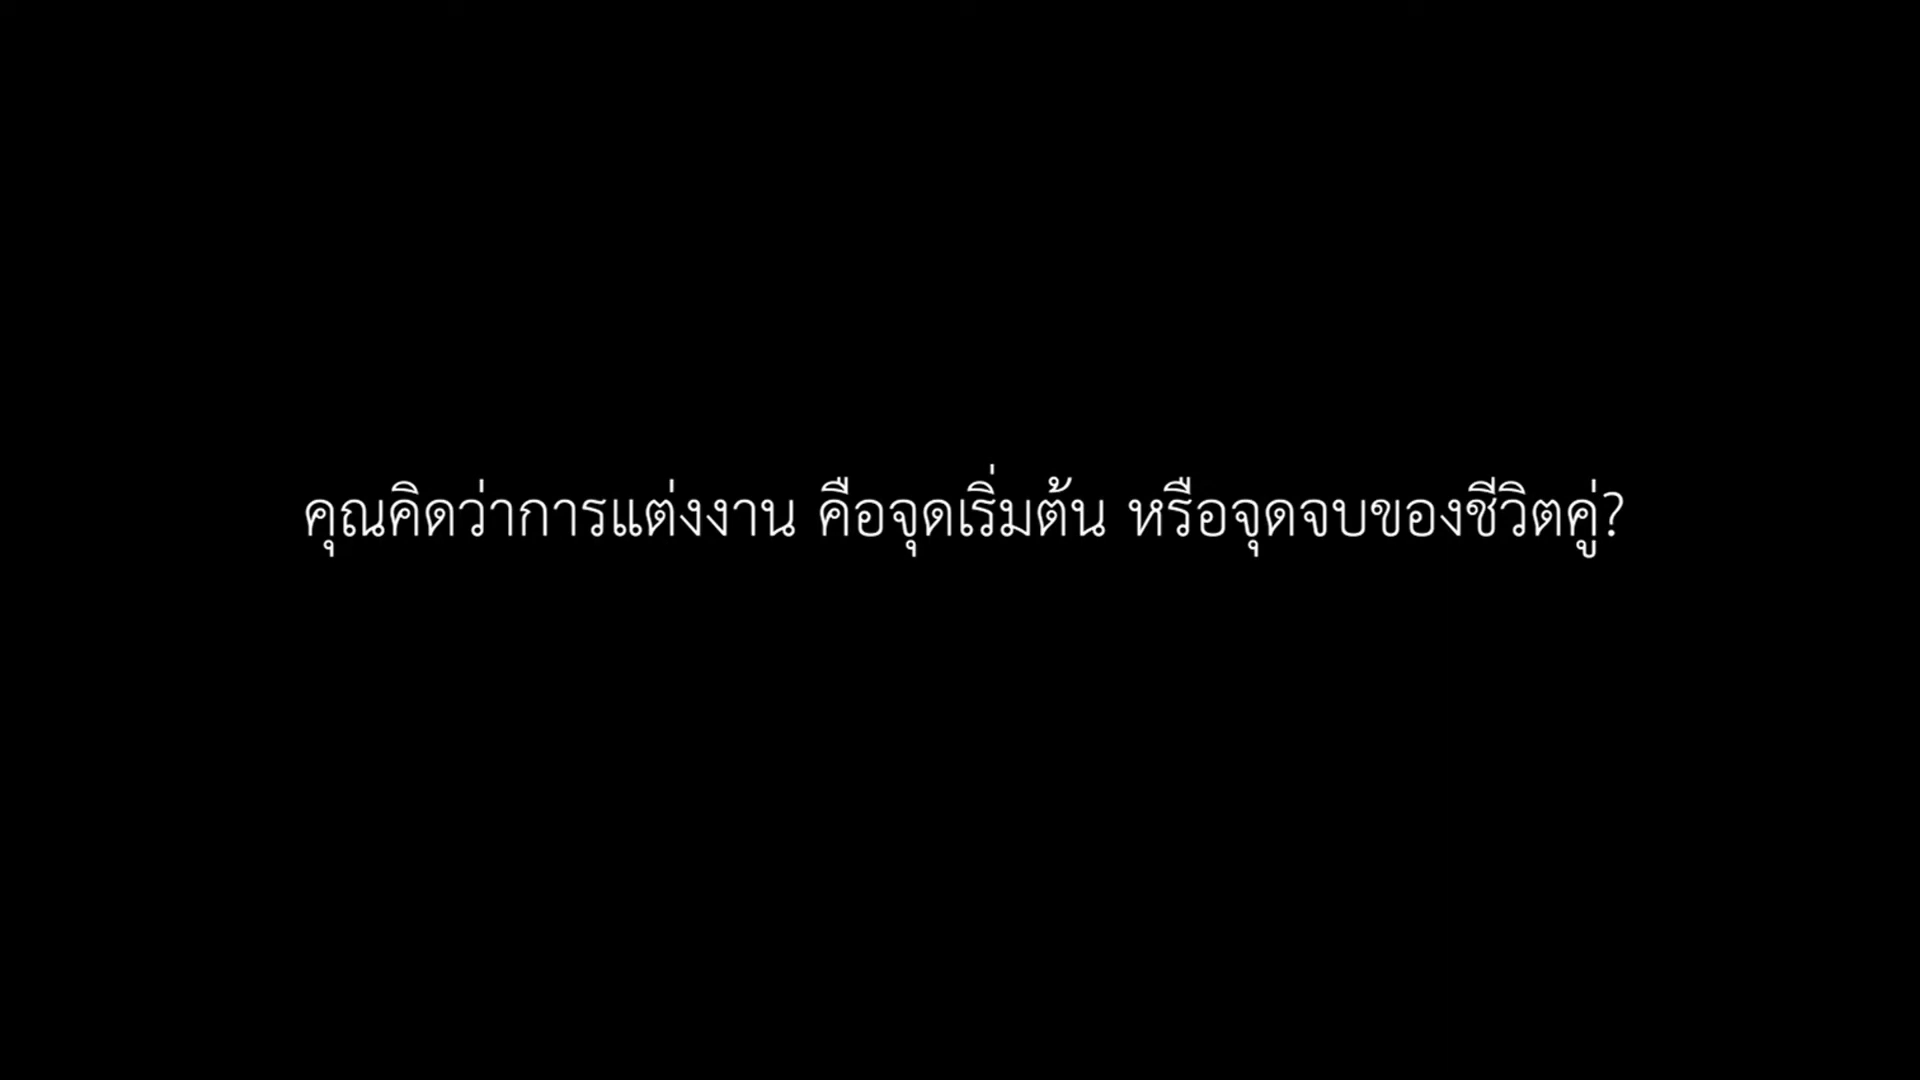 คุณคิดว่าการแต่งงาน คือจุดเริ่มต้น หรือจุดจบของชีวิตคู่?